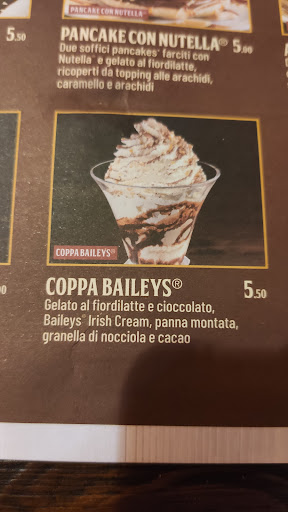 PANCAKE CON NUTELLA
5.50
PANCAKE CON NUTELLA® 5.00
Due soffici pancakes* farciti con
Nutella® e gelato al fiordilatte,
ricoperti da topping alle arachidi,
caramello e arachidi
COPPA BAILEYS®
COPPA BAILEYS® 5.50
Gelato al fiordilatte e cioccolato,
Baileys® Irish Cream, panna montata,
granella di nocciola e cacao